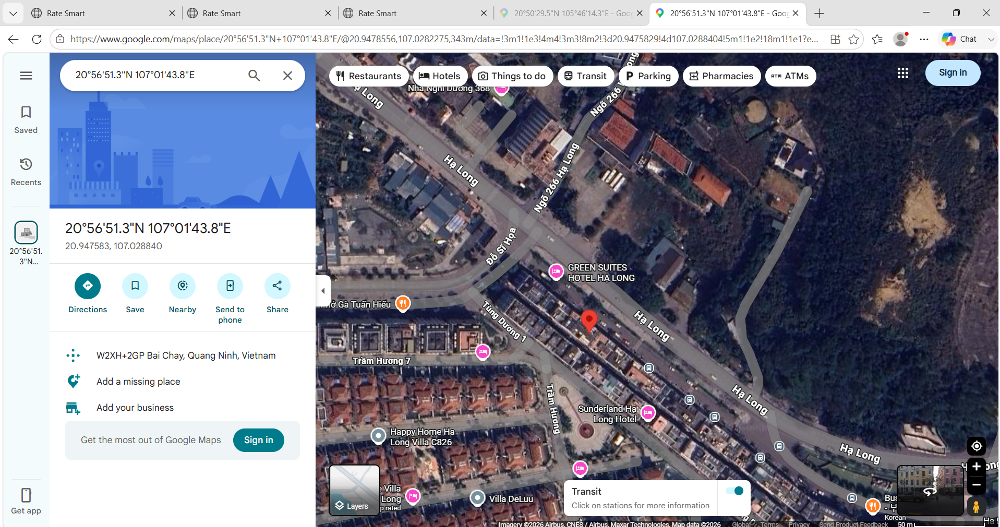 Rate Smart
Rate Smart
Rate Smart
20°50'29.5"N 105°46'14.3"E - Goo
20°56'51.3"N 107°01'43.8"E - Goog
https://www.google.com/maps/place/20°56'51.3"N+107°01'43.8"E/@20.9478556,107.0282275,343m/data=!3m1!1e3!4m4!3m3!8m2!3d20.9475829!4d107.0288404!5m1!1e2!18m1!1e1?e...
Chat
20°56'51.3"N 107°01'43.8"E
Saved
Recents
20°56'51.
3"N...
Get app
20°56'51.3"N 107°01'43.8"E
20.947583, 107.028840
Directions
Save
Nearby
Send to
phone
Share
W2XH+2GP Bai Chay, Quang Ninh, Vietnam
Add a missing place
Add your business
Get the most out of Google Maps
Sign in
Restaurants
Hotels
Things to do
Transit
Parking
Pharmacies
ATM
ATMs
Sign in
Nhà Nghỉ Dưỡng 368
Long
Ngõ 266
ong
Hạ Long
Ngõ 266 Hạ Long
Đỗ Sĩ Họa
GREEN SUITES
HOTEL HẠ LONG
Gà Tuấn Hiếu
Tùng Dương 1
Hạ Long
Trầm Hương 7
Trầm Hương
Hạ Long
Sunderland Hạ
Long Hotel
Happy Home Ha
Long Villa C826
Hạ Long
Villa
Long
rated
Villa DeLuu
Layers
Transit
Click on stations for more information
Korean
Imagery ©2026 Airbus, CNES / Airbus, Maxar Technologies, Map data ©2026
Global
Terms
Privacy
Send Product Feedback
50 m